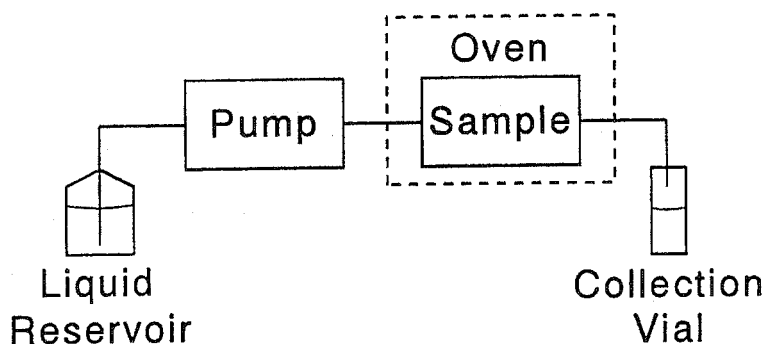 Oven
Pump
Sample
Liquid
Reservoir
Collection
Vial